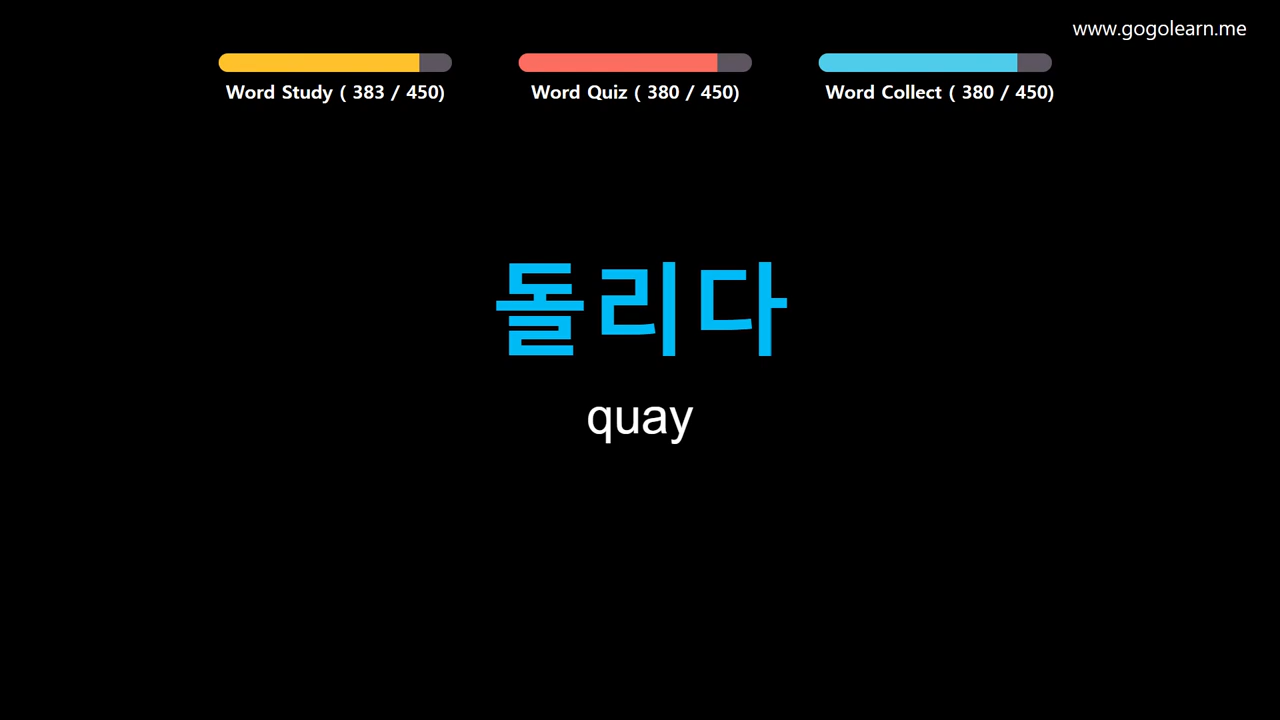 www.gogolearn.me
Word Study ( 383 / 450)
Word Quiz ( 380 / 450)
Word Collect ( 380 / 450)
돌리다
quay